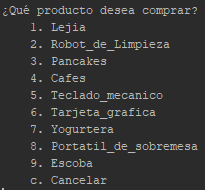 ¿Qué producto desea comprar?
1. Lejia
2. Robot_de_Limpieza
3. Pancakes
4. Cafes
5. Teclado_mecanico
6. Tarjeta_grafica
7. Yogurtera
8. Portatil_de_sobremesa
9. Escoba
c. Cancelar